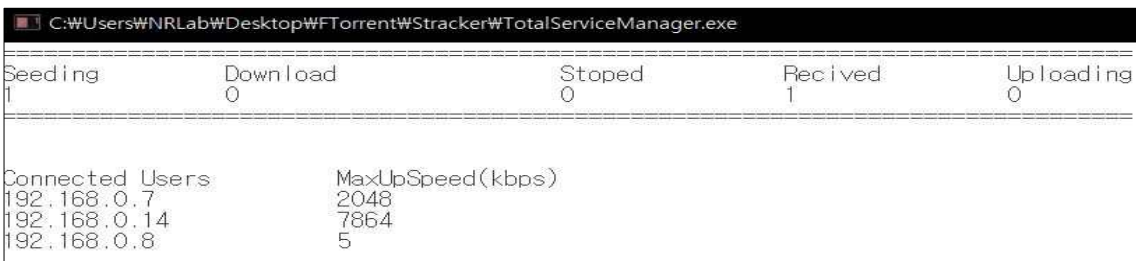 C:₩Users₩NRLab₩Desktop₩FTorrent₩Stracker₩TotalServiceManager.exe
Seeding Download Stoped Recived Uploading
1 0 0 1 0
Connected Users MaxUpSpeed(kbps)
192.168.0.7 2048
192.168.0.14 7864
192.168.0.8 5